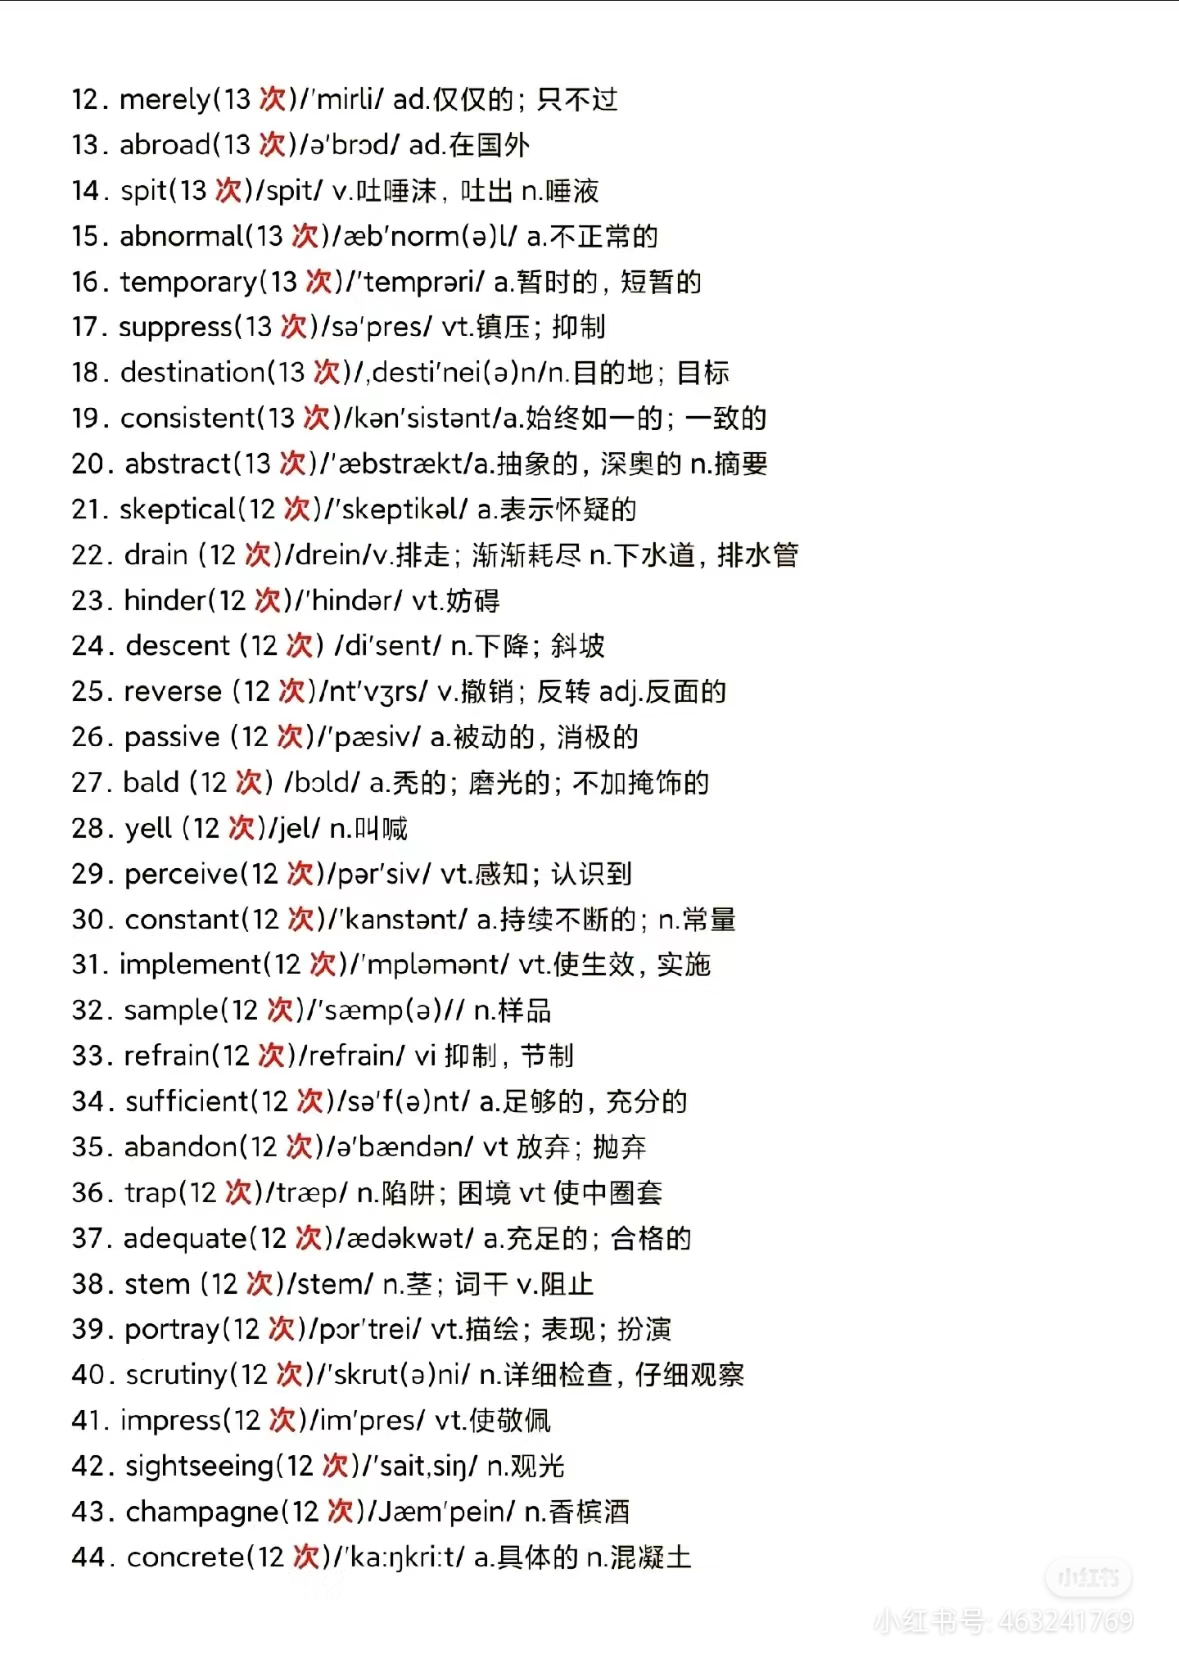 12. merely(13 次)/'mirli/ ad.仅仅的; 只不过
13. abroad(13 次)/ə'brɔd/ ad.在国外
14. spit(13 次)/spit/ v.吐唾沫, 吐出 n.唾液
15. abnormal(13 次)/æb'norm(ə)l/ a.不正常的
16. temporary(13 次)/'temprəri/ a.暂时的, 短暂的
17. suppress(13 次)/sə'pres/ vt.镇压; 抑制
18. destination(13 次)/,desti'nei(ə)n/n.目的地; 目标
19. consistent(13 次)/kən'sistənt/a.始终如一的; 一致的
20. abstract(13 次)/'æbstrækt/a.抽象的, 深奥的 n.摘要
21. skeptical(12 次)/'skeptikəl/ a.表示怀疑的
22. drain (12 次)/drein/v.排走; 渐渐耗尽 n.下水道, 排水管
23. hinder(12 次)/'hindər/ vt.妨碍
24. descent (12 次) /di'sent/ n.下降; 斜坡
25. reverse (12 次)/nt'vʒrs/ v.撤销; 反转 adj.反面的
26. passive (12 次)/'pæsiv/ a.被动的, 消极的
27. bald (12 次) /bɔld/ a.秃的; 磨光的; 不加掩饰的
28. yell (12 次)/jel/ n.叫喊
29. perceive(12 次)/pər'siv/ vt.感知; 认识到
30. constant(12 次)/'kanstənt/ a.持续不断的; n.常量
31. implement(12 次)/'mpləmənt/ vt.使生效, 实施
32. sample(12 次)/'sæmp(ə)// n.样品
33. refrain(12 次)/refrain/ vi 抑制, 节制
34. sufficient(12 次)/sə'f(ə)nt/ a.足够的, 充分的
35. abandon(12 次)/ə'bændən/ vt 放弃; 抛弃
36. trap(12 次)/træp/ n.陷阱; 困境 vt 使中圈套
37. adequate(12 次)/ædəkwət/ a.充足的; 合格的
38. stem (12 次)/stem/ n.茎; 词干 v.阻止
39. portray(12 次)/pɔr'trei/ vt.描绘; 表现; 扮演
40. scrutiny(12 次)/'skrut(ə)ni/ n.详细检查, 仔细观察
41. impress(12 次)/im'pres/ vt.使敬佩
42. sightseeing(12 次)/'sait,siŋ/ n.观光
43. champagne(12 次)/Jæm'pein/ n.香槟酒
44. concrete(12 次)/'ka:ŋkri:t/ a.具体的 n.混凝土
小红书
小红书号: 463241769